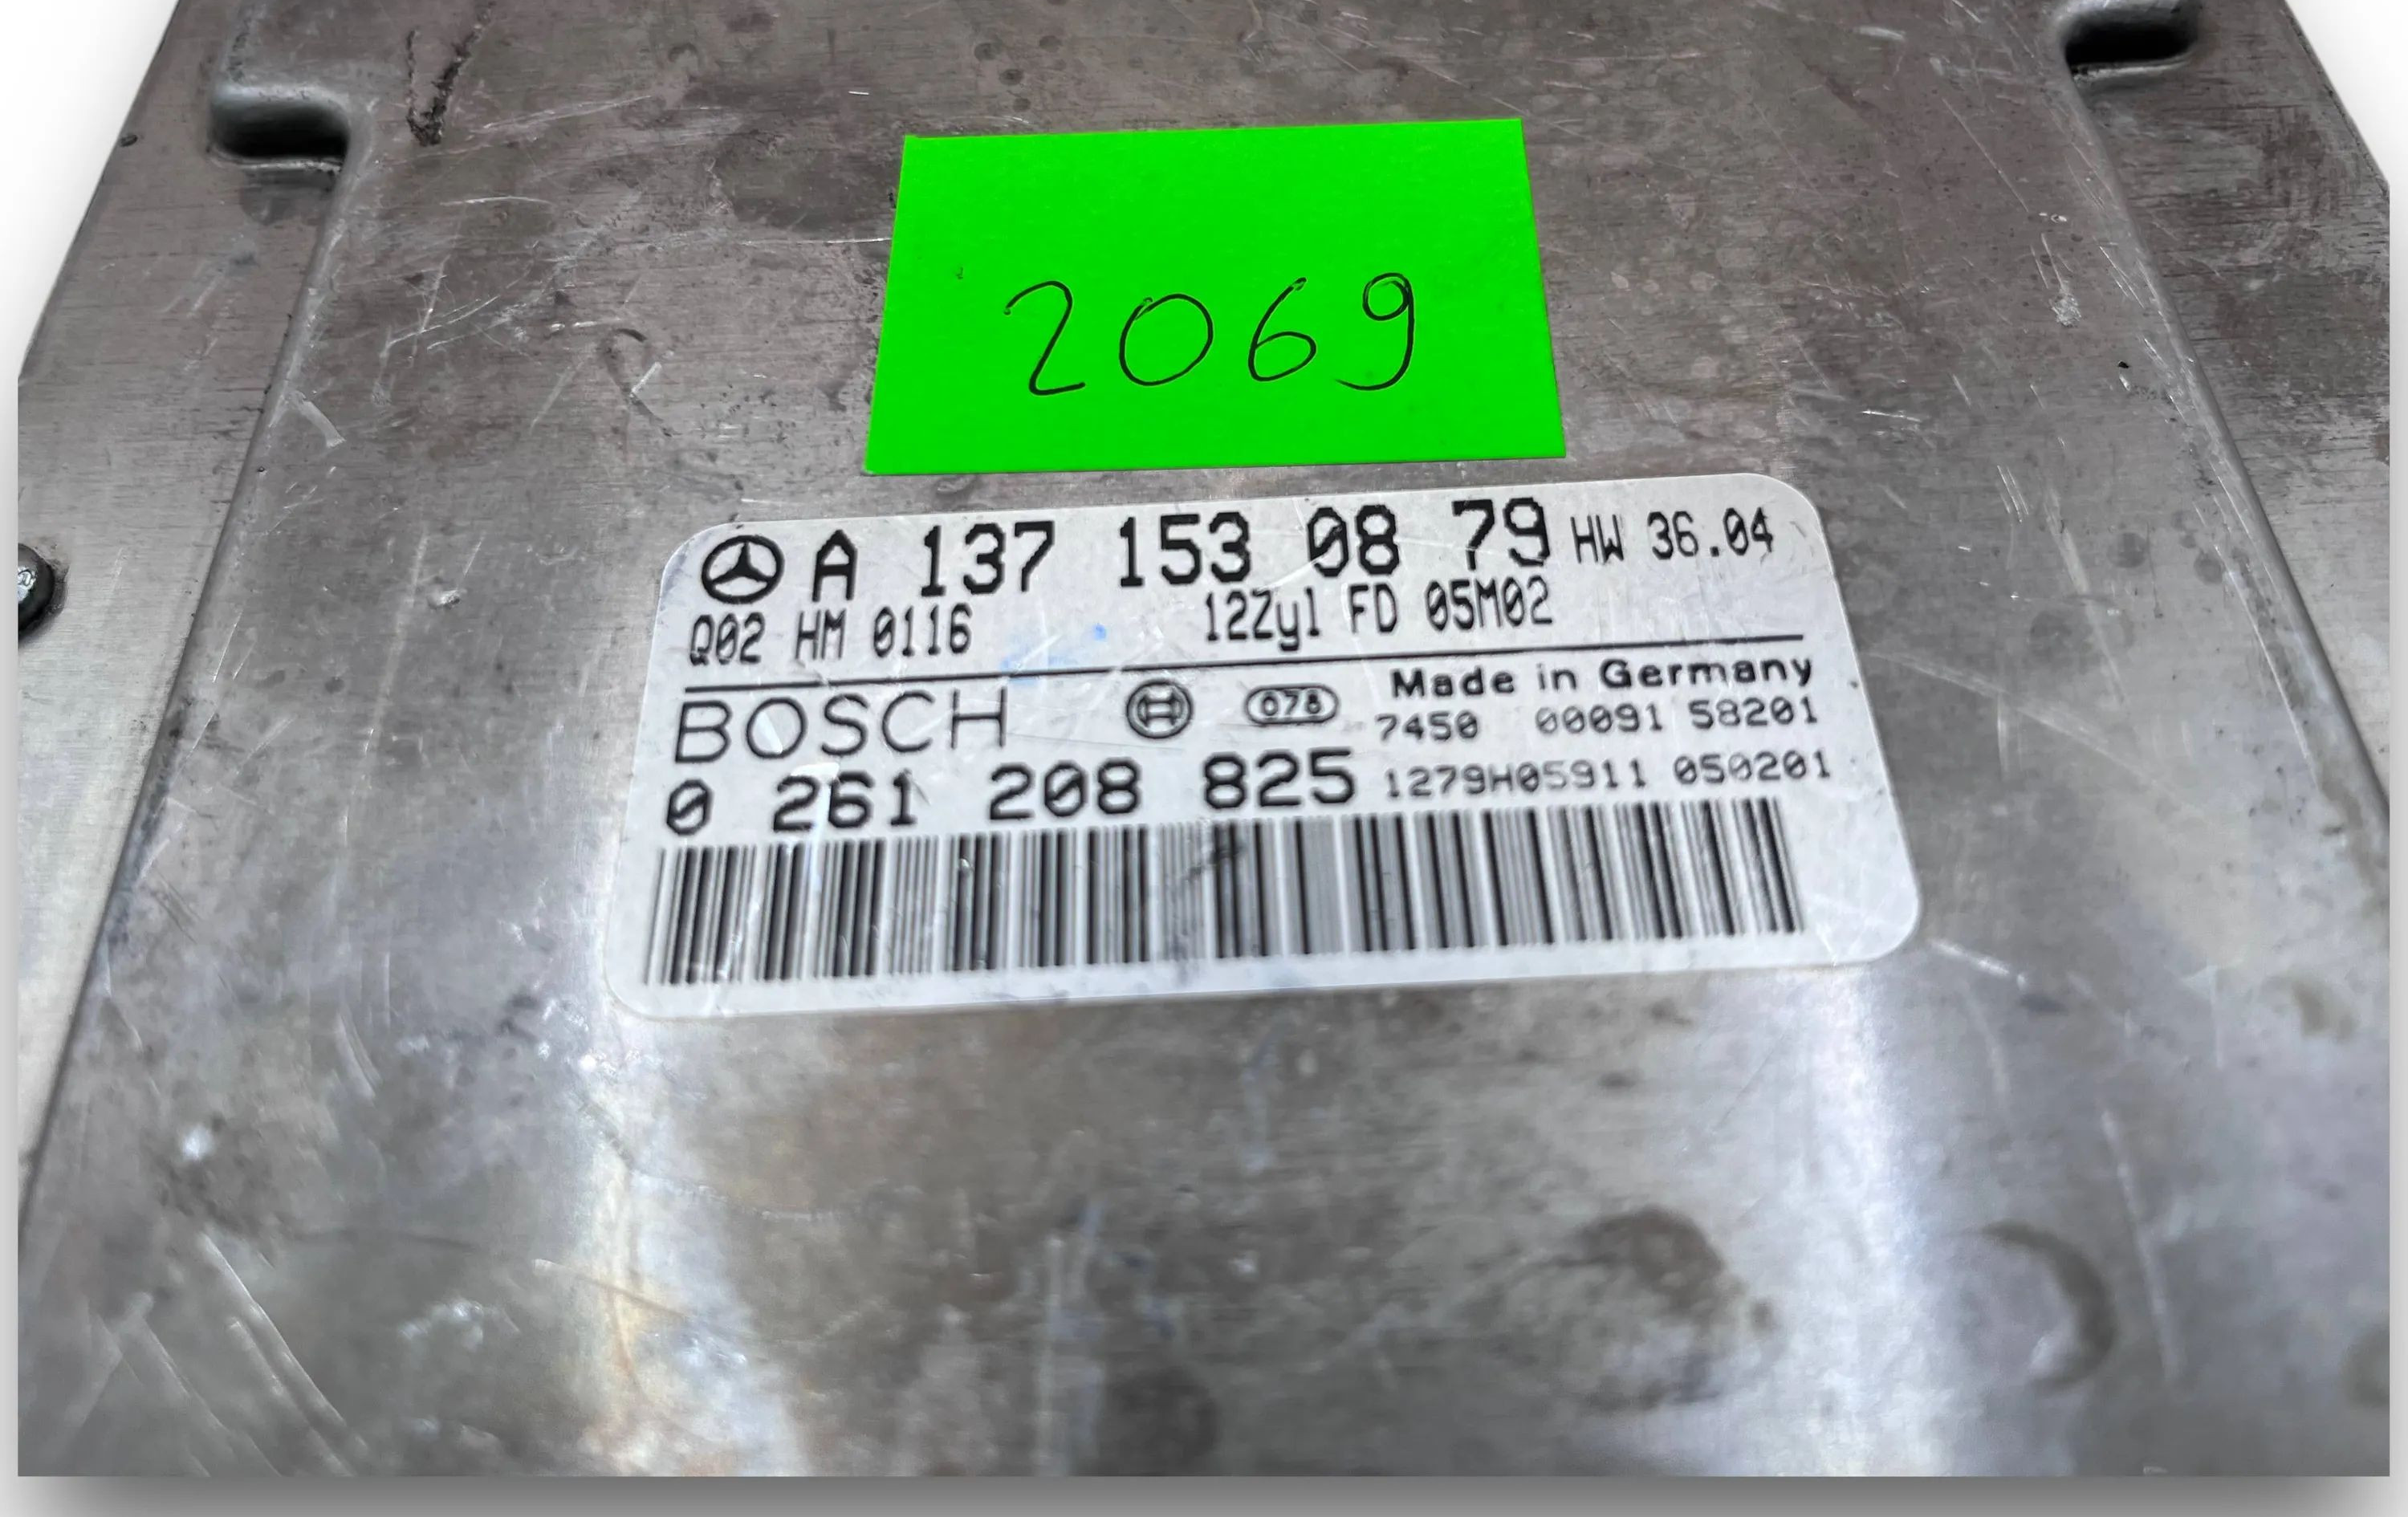 2069
A 137 153 08 79 HW 36.04
Q02 HM 0116 12Zyl FD 05M02
BOSCH 078 Made in Germany
7450 00091 58201
0 261 208 825 1279H05911 050201